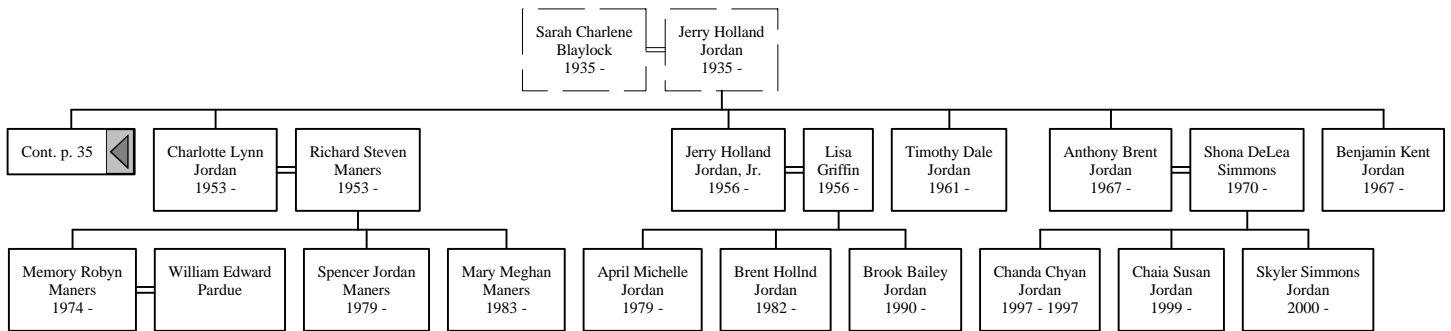 Sarah Charlene
Blaylock
1935 -
Jerry Holland
Jordan
1935 -
Cont. p. 35
Charlotte Lynn
Jordan
1953 -
Richard Steven
Maners
1953 -
Jerry Holland
Jordan, Jr.
1956 -
Lisa
Griffin
1956 -
Timothy Dale
Jordan
1961 -
Anthony Brent
Jordan
1967 -
Shona DeLea
Simmons
1970 -
Benjamin Kent
Jordan
1967 -
Memory Robyn
Maners
1974 -
William Edward
Pardue
Spencer Jordan
Maners
1979 -
Mary Meghan
Maners
1983 -
April Michelle
Jordan
1979 -
Brent Hollnd
Jordan
1982 -
Brook Bailey
Jordan
1990 -
Chanda Chyan
Jordan
1997 - 1997
Chaia Susan
Jordan
1999 -
Skyler Simmons
Jordan
2000 -